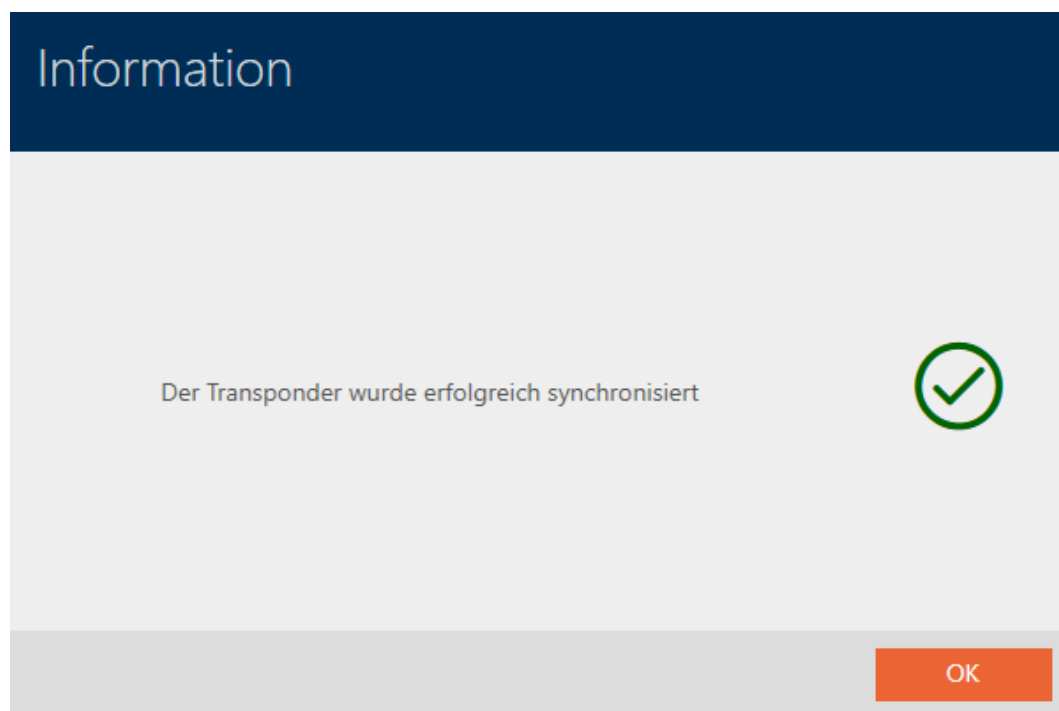 Information
Der Transponder wurde erfolgreich synchronisiert
OK